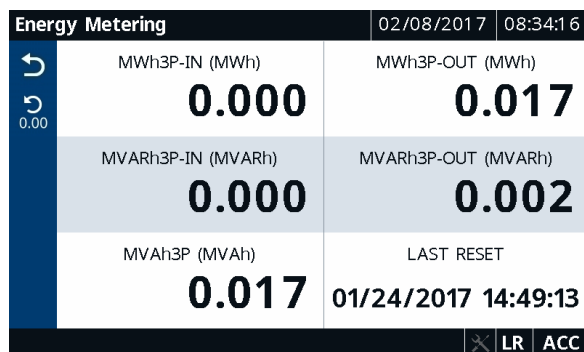 Energy Metering 02/08/2017 08:34:16
MWh3P-IN (MWh) MWh3P-OUT (MWh)
0.000 0.017
0.00
MVARh3P-IN (MVARh) MVARh3P-OUT (MVARh)
0.000 0.002
MVAh3P (MVAh) LAST RESET
0.017 01/24/2017 14:49:13
LR ACC